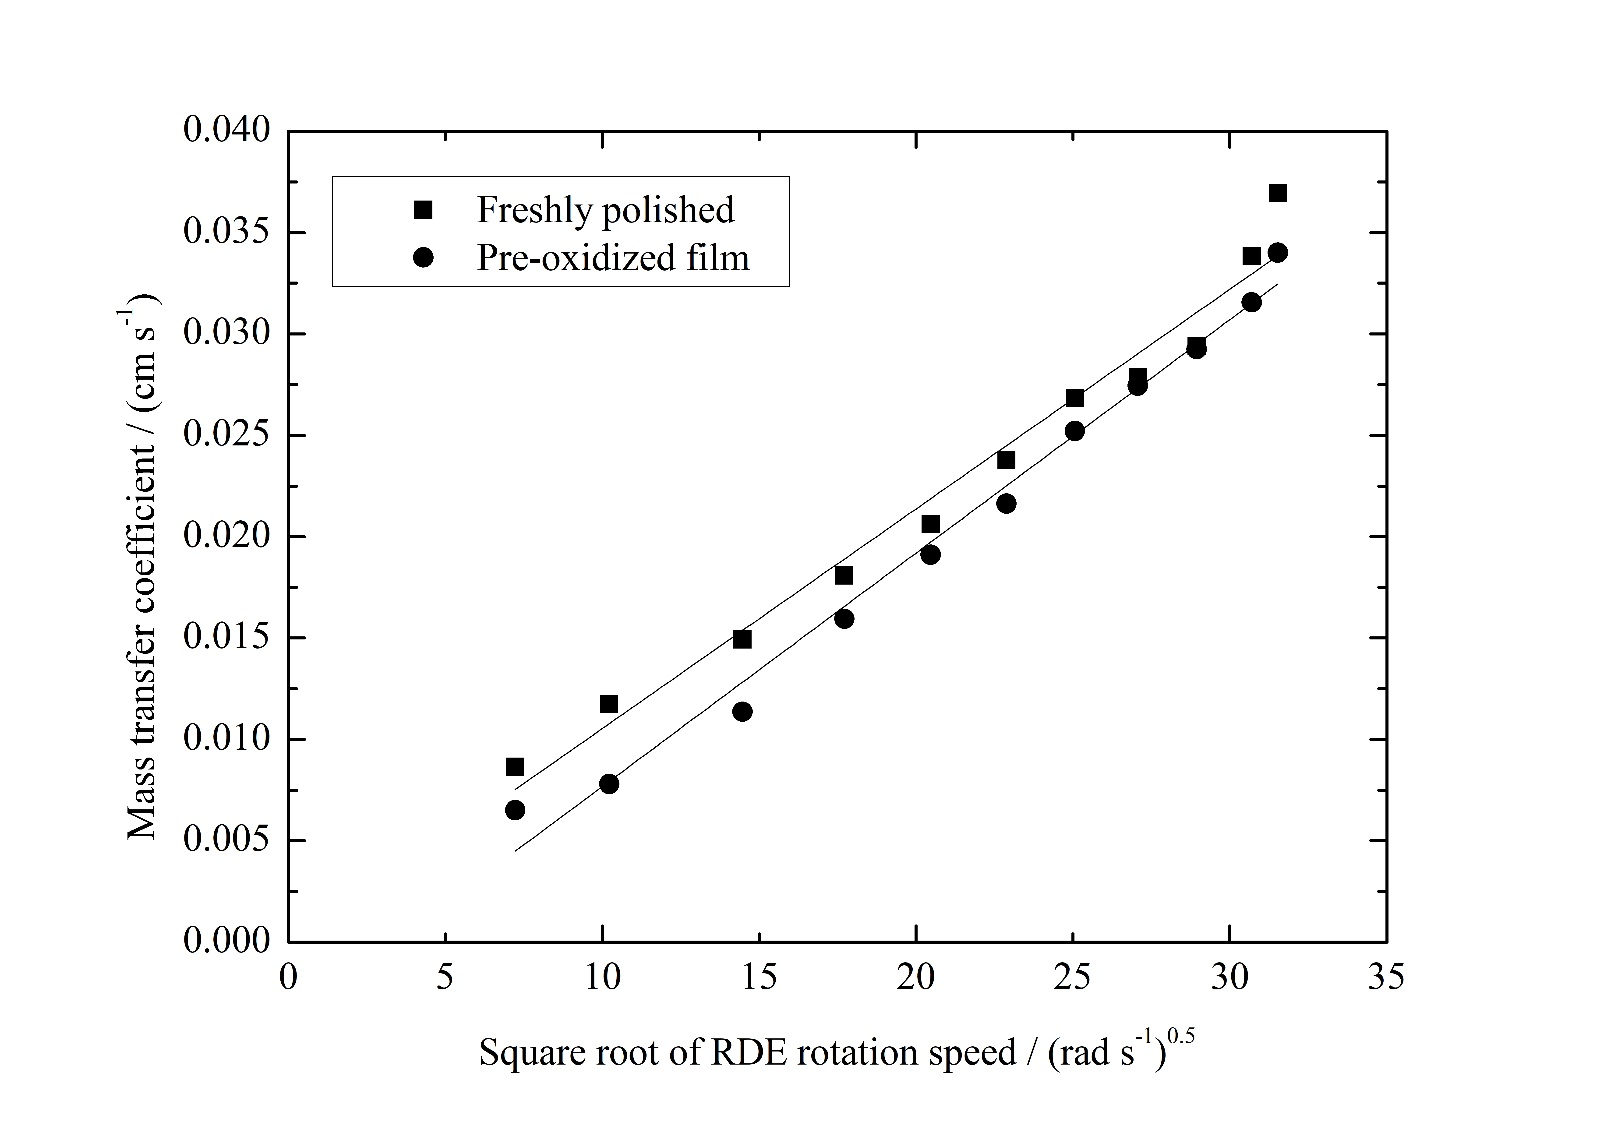 0.040
0.035
0.030
0.025
0.020
0.015
0.010
0.005
0.000
Mass transfer coefficient / (cm s⁻¹)
Freshly polished
Pre-oxidized film
0 5 10 15 20 25 30 35
Square root of RDE rotation speed / (rad s⁻¹)⁰·⁵